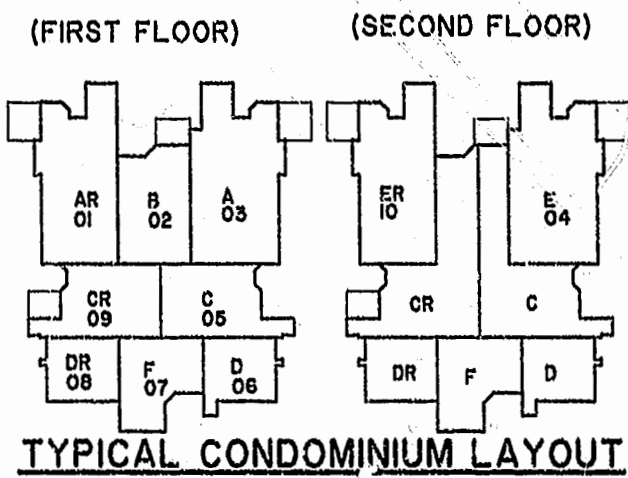 (FIRST FLOOR)
(SECOND FLOOR)
AR
01
B
02
A
03
CR
09
C
05
DR
08
F
07
D
06
ER
10
E
04
CR
C
DR
F
D
TYPICAL CONDOMINIUM LAYOUT